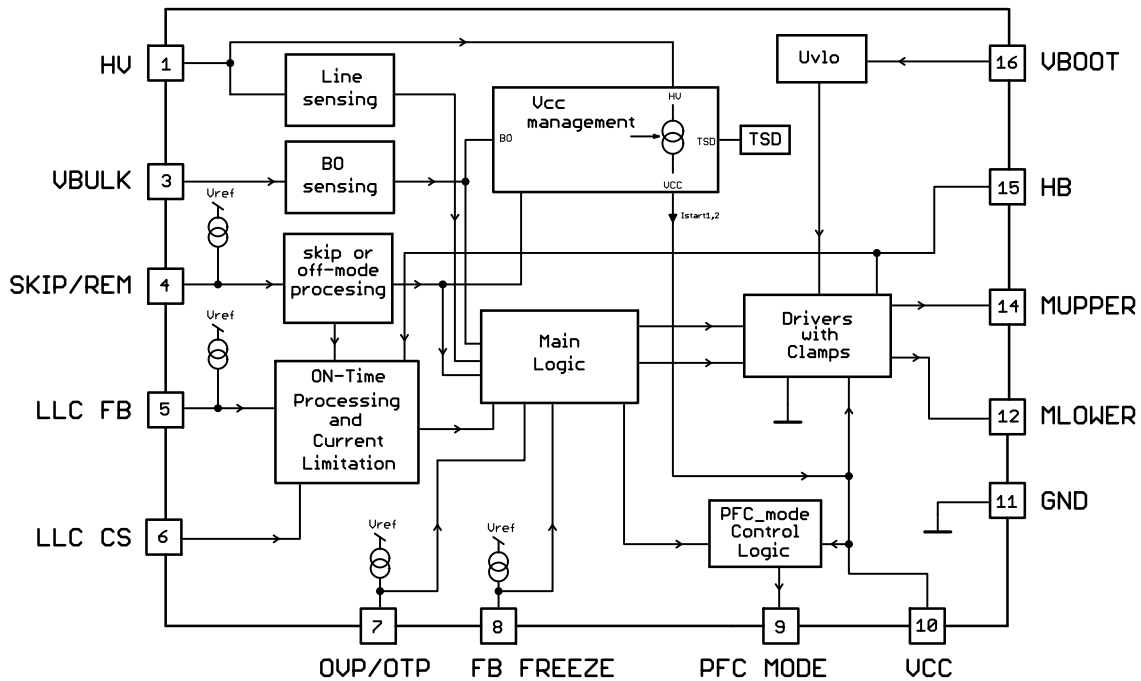 HV
1
Line
sensing
Vcc
management
HV
BO
TSD
VCC
TSD
Istart1,2
Uvlo
16
VBOOT
VBULK
3
BO
sensing
15
HB
Vref
SKIP/REM
4
skip or
off-mode
procesing
Vref
Main
Logic
Drivers
with
Clamps
14
MUPPER
LLC FB
5
ON-Time
Processing
and
Current
Limitation
12
MLOWER
LLC CS
6
Vref
Vref
PFC_mode
Control
Logic
11
GND
7
8
9
10
OVP/OTP
FB FREEZE
PFC MODE
VCC